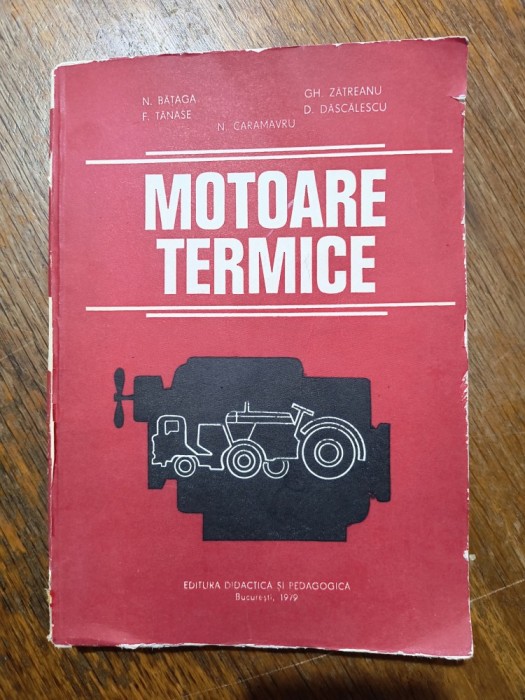 N. BĂTAGA
GH. ZĂTREANU
F. TĂNASE
D. DĂSCĂLESCU
N. CARAMAVRU
MOTOARE
TERMICE
EDITURA DIDACTICĂ ȘI PEDAGOGICĂ
București, 1979